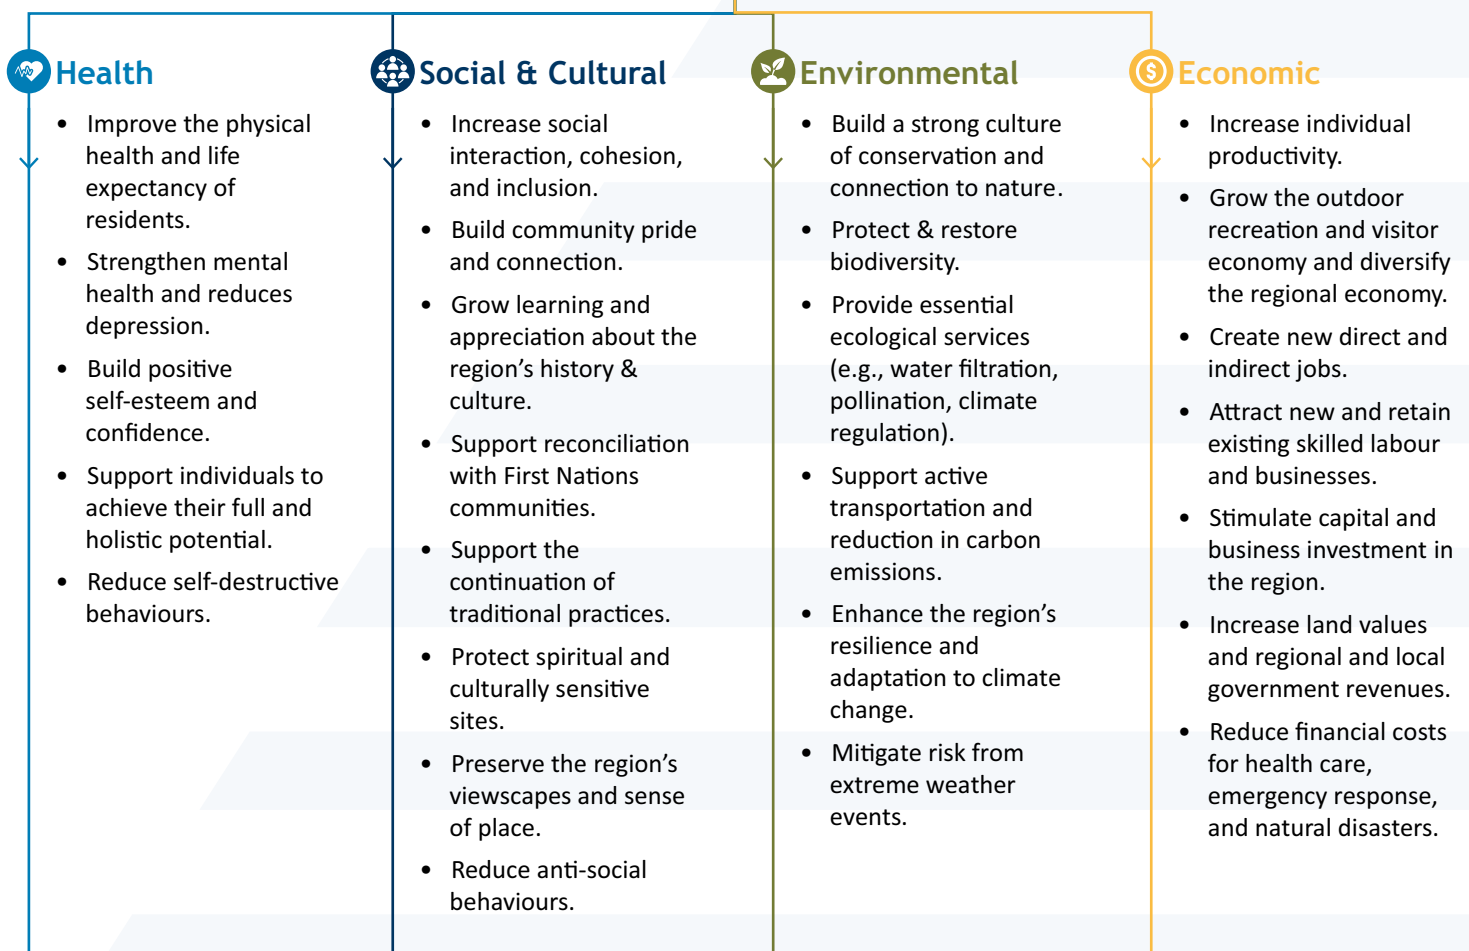 Health
• Improve the physical
health and life
expectancy of
residents.
• Strengthen mental
health and reduces
depression.
• Build positive
self-esteem and
confidence.
• Support individuals to
achieve their full and
holistic potential.
• Reduce self-destructive
behaviours.
Social & Cultural
• Increase social
interaction, cohesion,
and inclusion.
• Build community pride
and connection.
• Grow learning and
appreciation about the
region’s history &
culture.
• Support reconciliation
with First Nations
communities.
• Support the
continuation of
traditional practices.
• Protect spiritual and
culturally sensitive
sites.
• Preserve the region’s
viewscapes and sense
of place.
• Reduce anti-social
behaviours.
Environmental
• Build a strong culture
of conservation and
connection to nature.
• Protect & restore
biodiversity.
• Provide essential
ecological services
(e.g., water filtration,
pollination, climate
regulation).
• Support active
transportation and
reduction in carbon
emissions.
• Enhance the region’s
resilience and
adaptation to climate
change.
• Mitigate risk from
extreme weather
events.
Economic
• Increase individual
productivity.
• Grow the outdoor
recreation and visitor
economy and diversify
the regional economy.
• Create new direct and
indirect jobs.
• Attract new and retain
existing skilled labour
and businesses.
• Stimulate capital and
business investment in
the region.
• Increase land values
and regional and local
government revenues.
• Reduce financial costs
for health care,
emergency response,
and natural disasters.